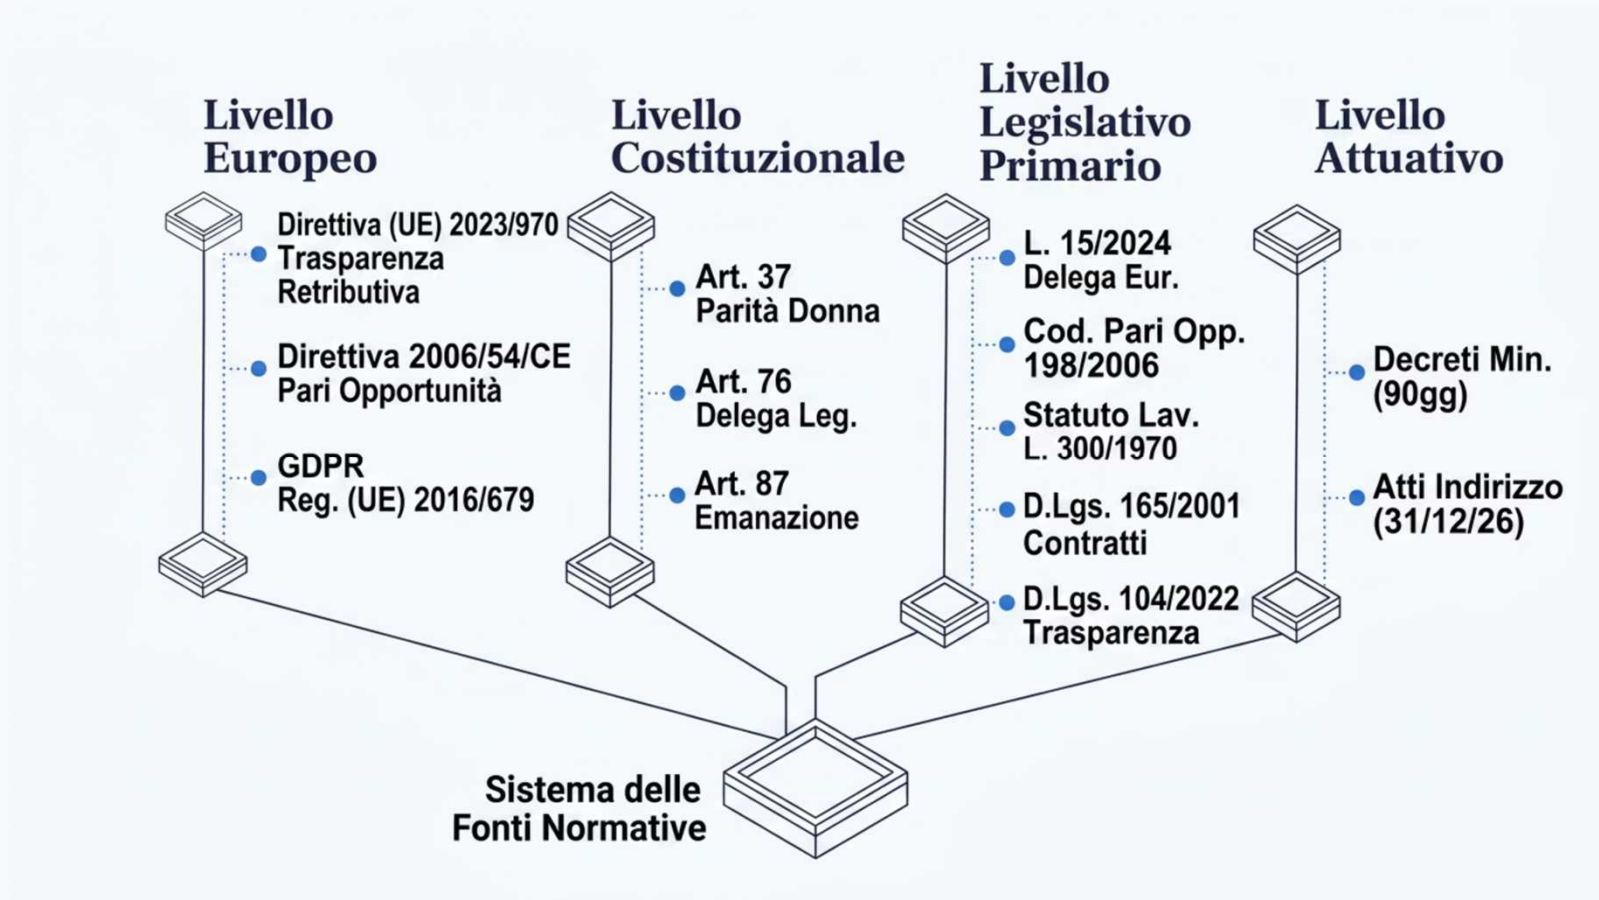 Livello
Europeo
Direttiva (UE) 2023/970
Trasparenza
Retributiva
Direttiva 2006/54/CE
Pari Opportunità
GDPR
Reg. (UE) 2016/679
Livello
Costituzionale
Art. 37
Parità Donna
Art. 76
Delega Leg.
Art. 87
Emanazione
Livello
Legislativo
Primario
L. 15/2024
Delega Eur.
Cod. Pari Opp.
198/2006
Statuto Lav.
L. 300/1970
D.Lgs. 165/2001
Contratti
D.Lgs. 104/2022
Trasparenza
Livello
Attuativo
Decreti Min.
(90gg)
Atti Indirizzo
(31/12/26)
Sistema delle
Fonti Normative